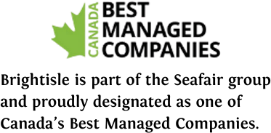 CANADA
BEST
MANAGED
COMPANIES
Brightisle is part of the Seafair group
and proudly designated as one of
Canada's Best Managed Companies.